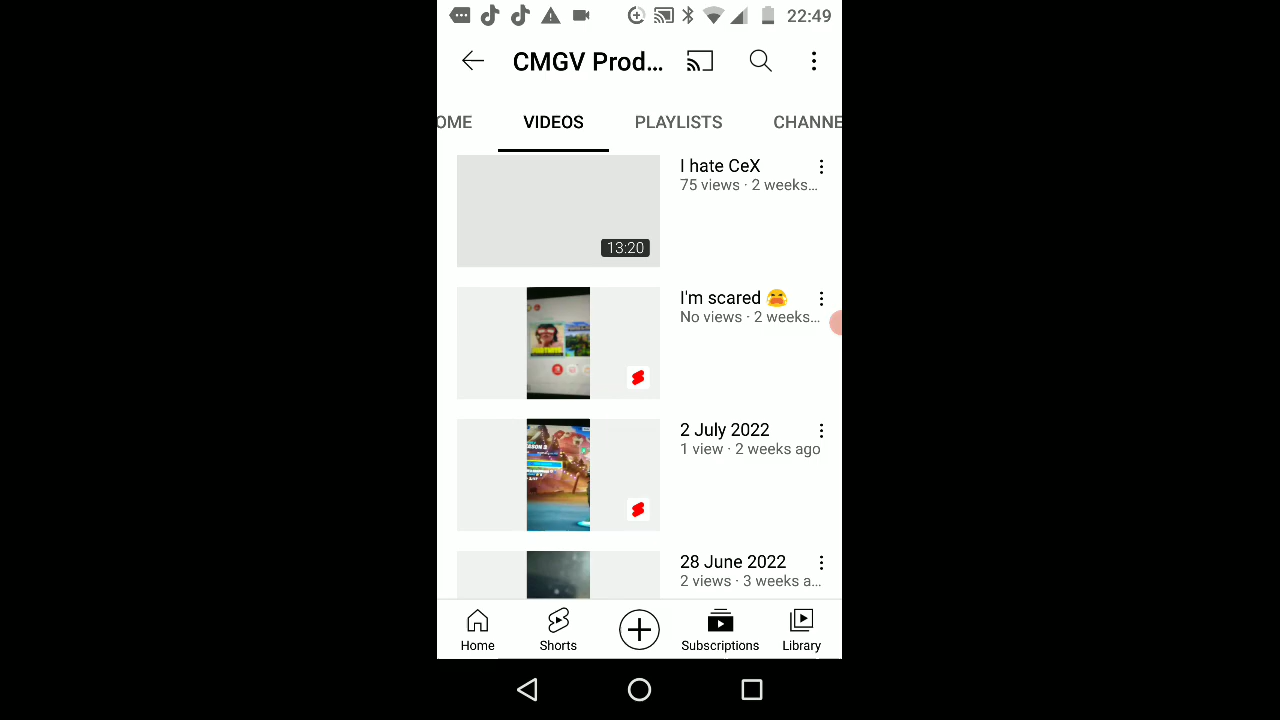 22:49
CMGV Prod...
OME VIDEOS PLAYLISTS CHANNE
I hate CeX
75 views · 2 weeks...
13:20
I'm scared 😭
No views · 2 weeks...
2 July 2022
1 view · 2 weeks ago
28 June 2022
2 views · 3 weeks a...
Home Shorts Subscriptions Library